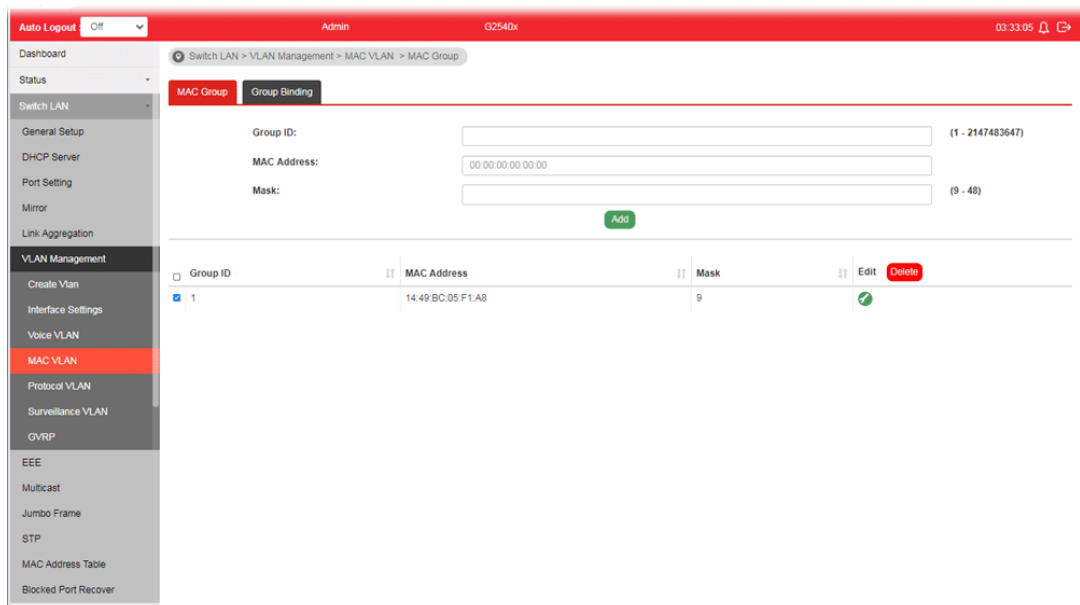 Auto Logout : Off Admin G2540x 03:33:05
Dashboard
Status
Switch LAN
General Setup
DHCP Server
Port Setting
Mirror
Link Aggregation
VLAN Management
Create Vlan
Interface Settings
Voice VLAN
MAC VLAN
Protocol VLAN
Surveillance VLAN
GVRP
EEE
Multicast
Jumbo Frame
STP
MAC Address Table
Blocked Port Recover
Switch LAN > VLAN Management > MAC VLAN > MAC Group
MAC Group Group Binding
Group ID: (1 - 2147483647)
MAC Address: 00:00:00:00:00:00
Mask: (9 - 48)
Add
Group ID MAC Address Mask Edit Delete
1 14:49:BC:05:F1:A8 9